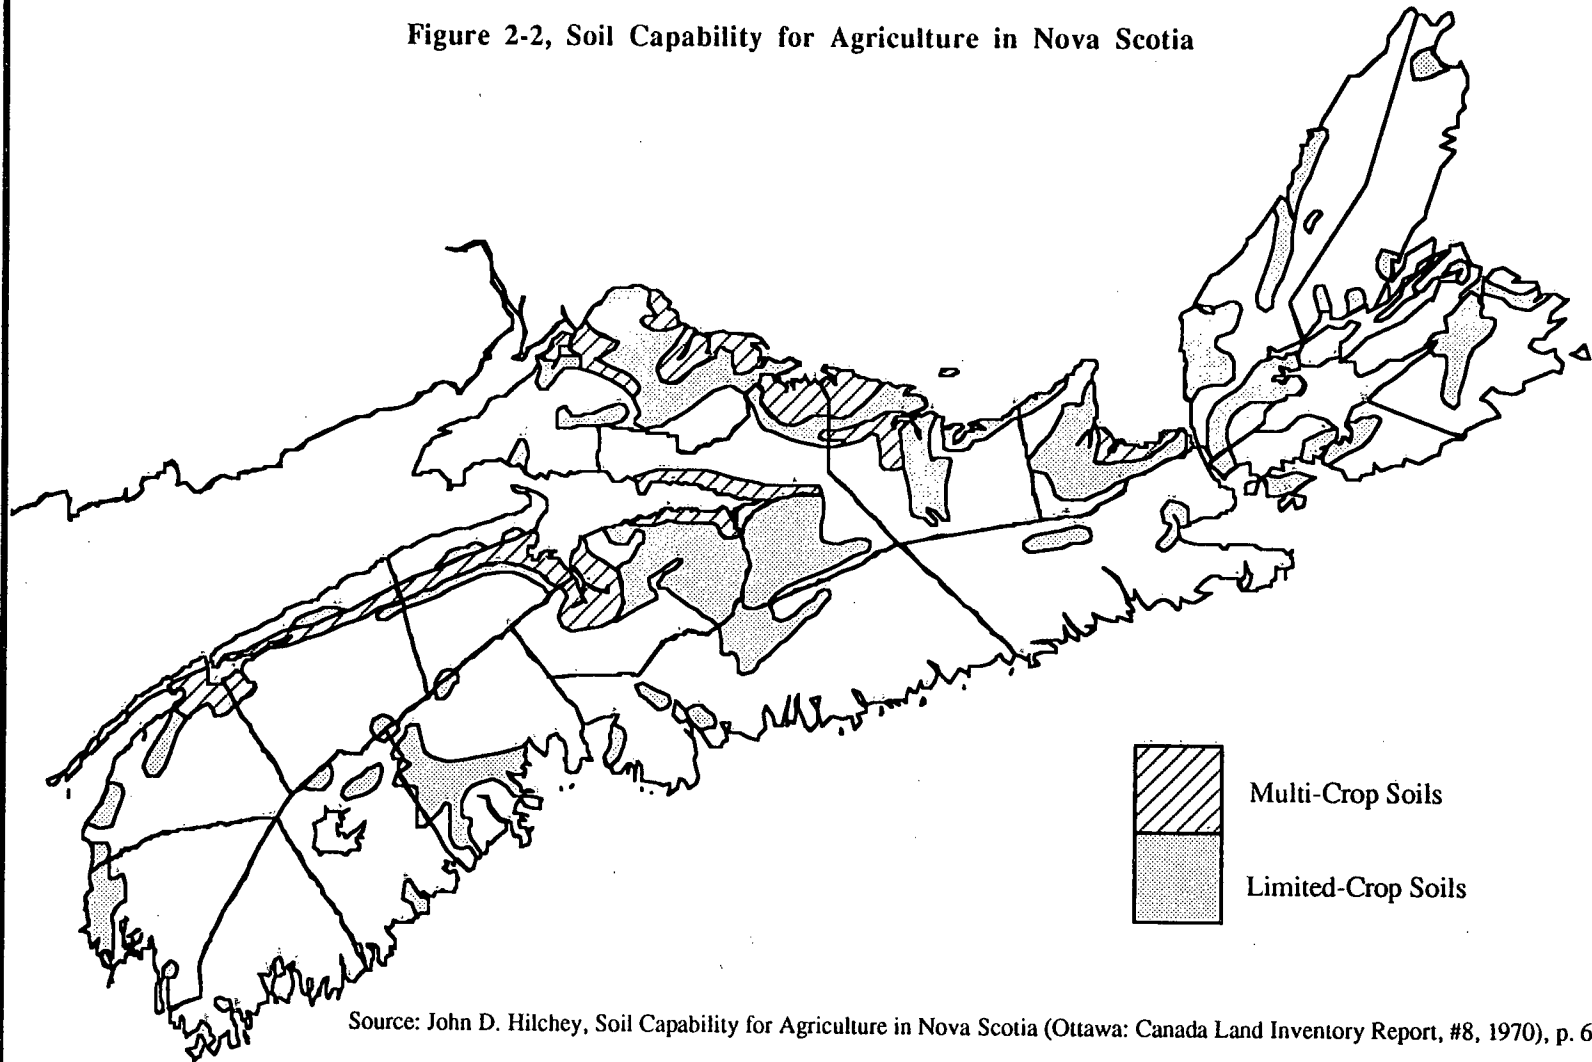 Figure 2-2, Soil Capability for Agriculture in Nova Scotia
Multi-Crop Soils
Limited-Crop Soils
Source: John D. Hilchey, Soil Capability for Agriculture in Nova Scotia (Ottawa: Canada Land Inventory Report, #8, 1970), p. 6